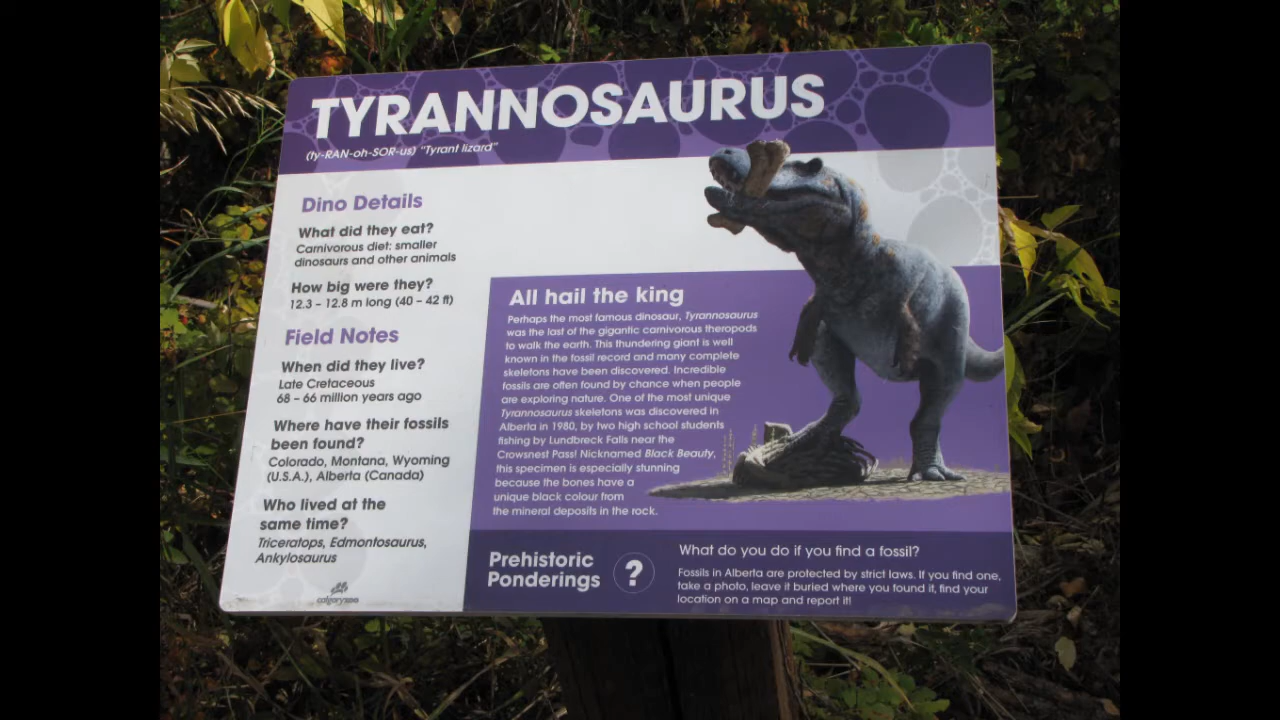 TYRANNOSAURUS
(ty-RAN-oh-SOR-us) "Tyrant lizard"
Dino Details
What did they eat?
Carnivorous diet: smaller
dinosaurs and other animals
How big were they?
12.3 – 12.8 m long (40 – 42 ft)
Field Notes
When did they live?
Late Cretaceous
68 – 66 million years ago
Where have their fossils
been found?
Colorado, Montana, Wyoming
(U.S.A.), Alberta (Canada)
Who lived at the
same time?
Triceratops, Edmontosaurus,
Ankylosaurus
calgaryzoo
All hail the king
Perhaps the most famous dinosaur, Tyrannosaurus
was the last of the gigantic carnivorous theropods
to walk the earth. This thundering giant is well
known in the fossil record and many complete
skeletons have been discovered. Incredible
fossils are often found by chance when people
are exploring nature. One of the most unique
Tyrannosaurus skeletons was discovered in
Alberta in 1980, by two high school students
fishing by Lundbreck Falls near the
Crowsnest Pass! Nicknamed Black Beauty,
this specimen is especially stunning
because the bones have a
unique black colour from
the mineral deposits in the rock.
Prehistoric
Ponderings
?
What do you do if you find a fossil?
Fossils in Alberta are protected by strict laws. If you find one,
take a photo, leave it buried where you found it, find your
location on a map and report it!